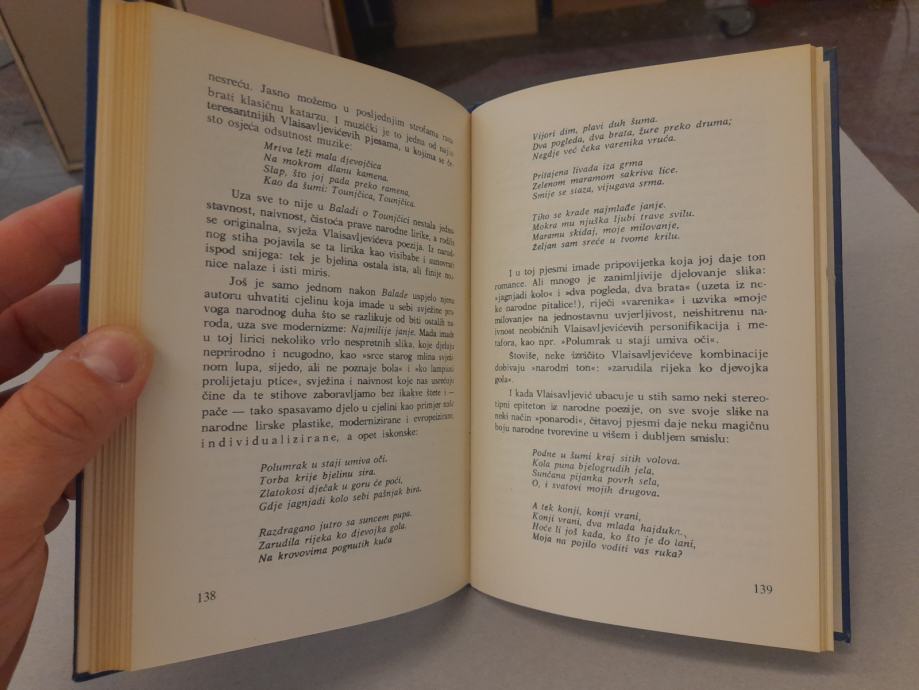 nesreću. Jasno možemo u posljednjim strofama
brati klasičnu katarzu. I muzički je to jedna od
teresantnijih Vlaisavljevićevih pjesama, u kojima se
sto osjeća odsutnost muzike:
Mrtva leži mala djevojčica
Na mokrom dlanu kamena.
Slap, što joj pada preko ramena,
Kao da šumi: Tounjčica, Tounjčica.
Uza sve to nije u Baladi o Tounjčici nestala
stavnost, naivnost, čistoća prave narodne lirike, a rodila
se originalna, svježa Vlaisavljevićeva poezija. Iz
nog stiha pojavila se ta lirika kao visibabe i
ispod snijega: tek je bjelina ostala ista, ali finije
nice nalaze i isti miris.
Još je samo jednom nakon Balade uspjelo
autoru uhvatiti cjelinu koja imade u sebi svježine
voga narodnog duha što se razlikuje od biti ostalih
roda, uza sve modernizme: Najmilije janje. Mada imade
u toj lirici nekoliko vrlo nespretnih slika, koje djeluju
neprirodno i neugodno, kao »srce starog mlina
nom lupa, sijedo, ali ne poznaje bola« i »ko lampioni
prolijetaju ptice«, svježina i naivnost koje nas
čine da te stihove zaboravljamo bez ikakve štete i —
pače — tako spasavamo djelo u cjelini kao primjer
narodne lirske plastike, modernizirane i evropeizirane,
individualizirane, a opet iskonske:
Polumrak u staji umiva oči.
Torba krije bjelinu sira.
Zlatokosi dječak u goru će poći,
Gdje jagnjadi kolo sebi pašnjak bira.
Razdragano jutro sa suncem pupa.
Zarudila rijeka ko djevojka gola.
Na krovovima pognutih kuća
138
Vijori dim, plavi duh šuma.
Dva pogleda, dva brata, žure preko druma;
Negdje već čeka varenika vruća.
Pritajena livada iza grma
Zelenom maramom sakriva lice.
Smije se staza, vijugava srma.
Tiho se krade najmlađe janje.
Mokra mu njuška ljubi trave svilu.
Maramu skidaj, moje milovanje,
Željan sam sreće u tvome krilu.
I u toj pjesmi imade pripovijetka koja joj daje ton
romance. Ali mnogo je zanimljivije djelovanje slika:
»jagnjadi kolo« i »dva pogleda, dva brata« (uzeta iz ne-
ke narodne pitalice!), riječi »varenika« i uzvika »moje
milovanje« na jednostavnu uvjerljivost, neishitrenu na-
ivnost neobičnih Vlaisavljevićevih personifikacija i me-
tafora, kao npr. »Polumrak u staji umiva oči«.
Štoviše, neke izričito Vlaisavljevićeve kombinacije
dobivaju »narodni ton«: »zarudila rijeka ko djevojka
gola«.
I kada Vlaisavljević ubacuje u stih samo neki stereo-
tipni epiteton iz narodne poezije, on sve svoje slike na
neki način »ponarodi«, čitavoj pjesmi daje neku magičnu
boju narodne tvorevine u višem i dubljem smislu:
Podne u šumi kraj sitih volova.
Kola puna bjelogrudih jela,
Sunčana pijanka povrh sela,
O, i svatovi mojih drugova.
A tek konji, konji vrani,
Konji vrani, dva mlada hajduka,
Hoće li još kada, ko što je do lani,
Moja na pojilo voditi vas ruka?
139